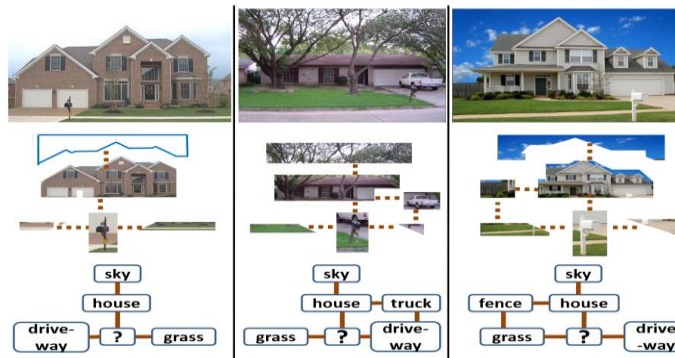 sky
house
drive-
way
?
grass
sky
house
truck
grass
?
drive-
way
sky
fence
house
grass
?
drive
-way